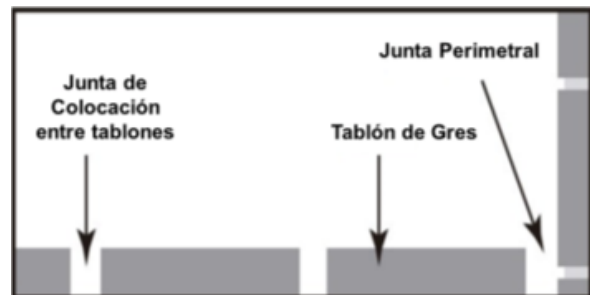 Junta de
Colocación
entre tablones
Tablón de Gres
Junta Perimetral